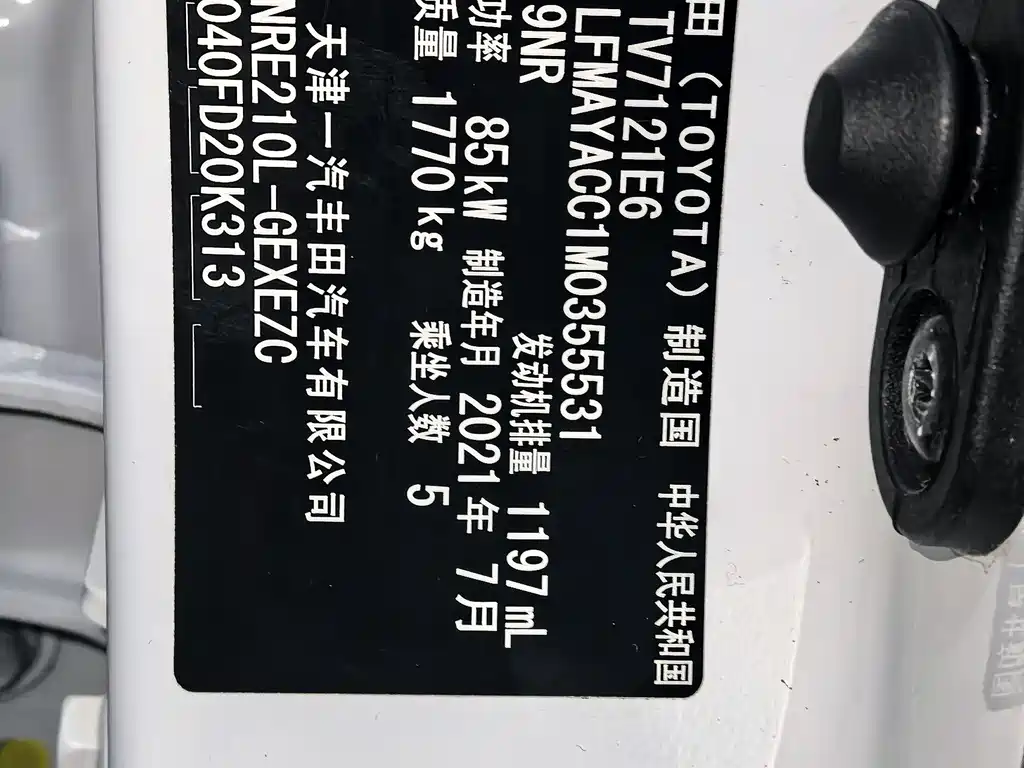 田（TOYOTA） 制造国 中华人民共和国
TV7121E6
LFMAYACC1M0355531
9NR 发动机排量 1197mL
功率 85kW 制造年月 2021年 7月
质量 1770kg 乘坐人数 5
天津一汽丰田汽车有限公司
NRE210L-GEXEZC
040FD20K313